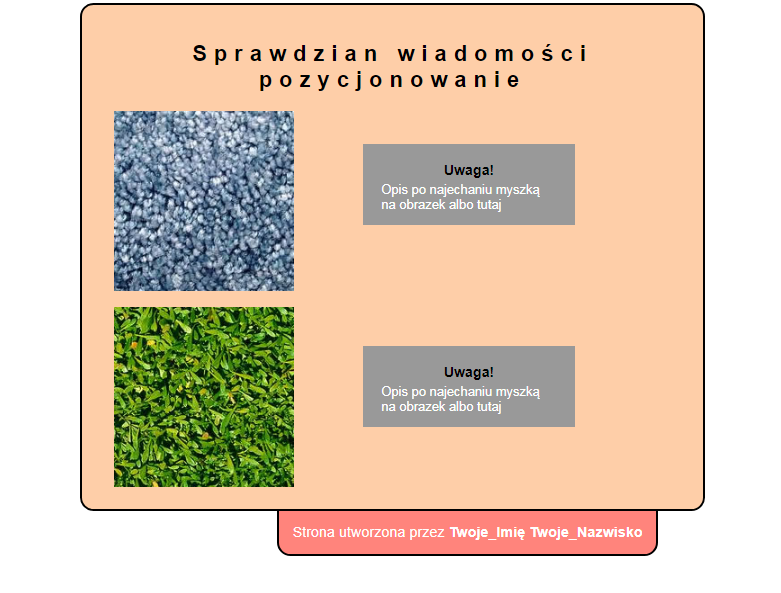 Sprawdzian wiadomości
pozycjonowanie
Uwaga!
Opis po najechaniu myszką
na obrazek albo tutaj
Uwaga!
Opis po najechaniu myszką
na obrazek albo tutaj
Strona utworzona przez Twoje_Imię Twoje_Nazwisko